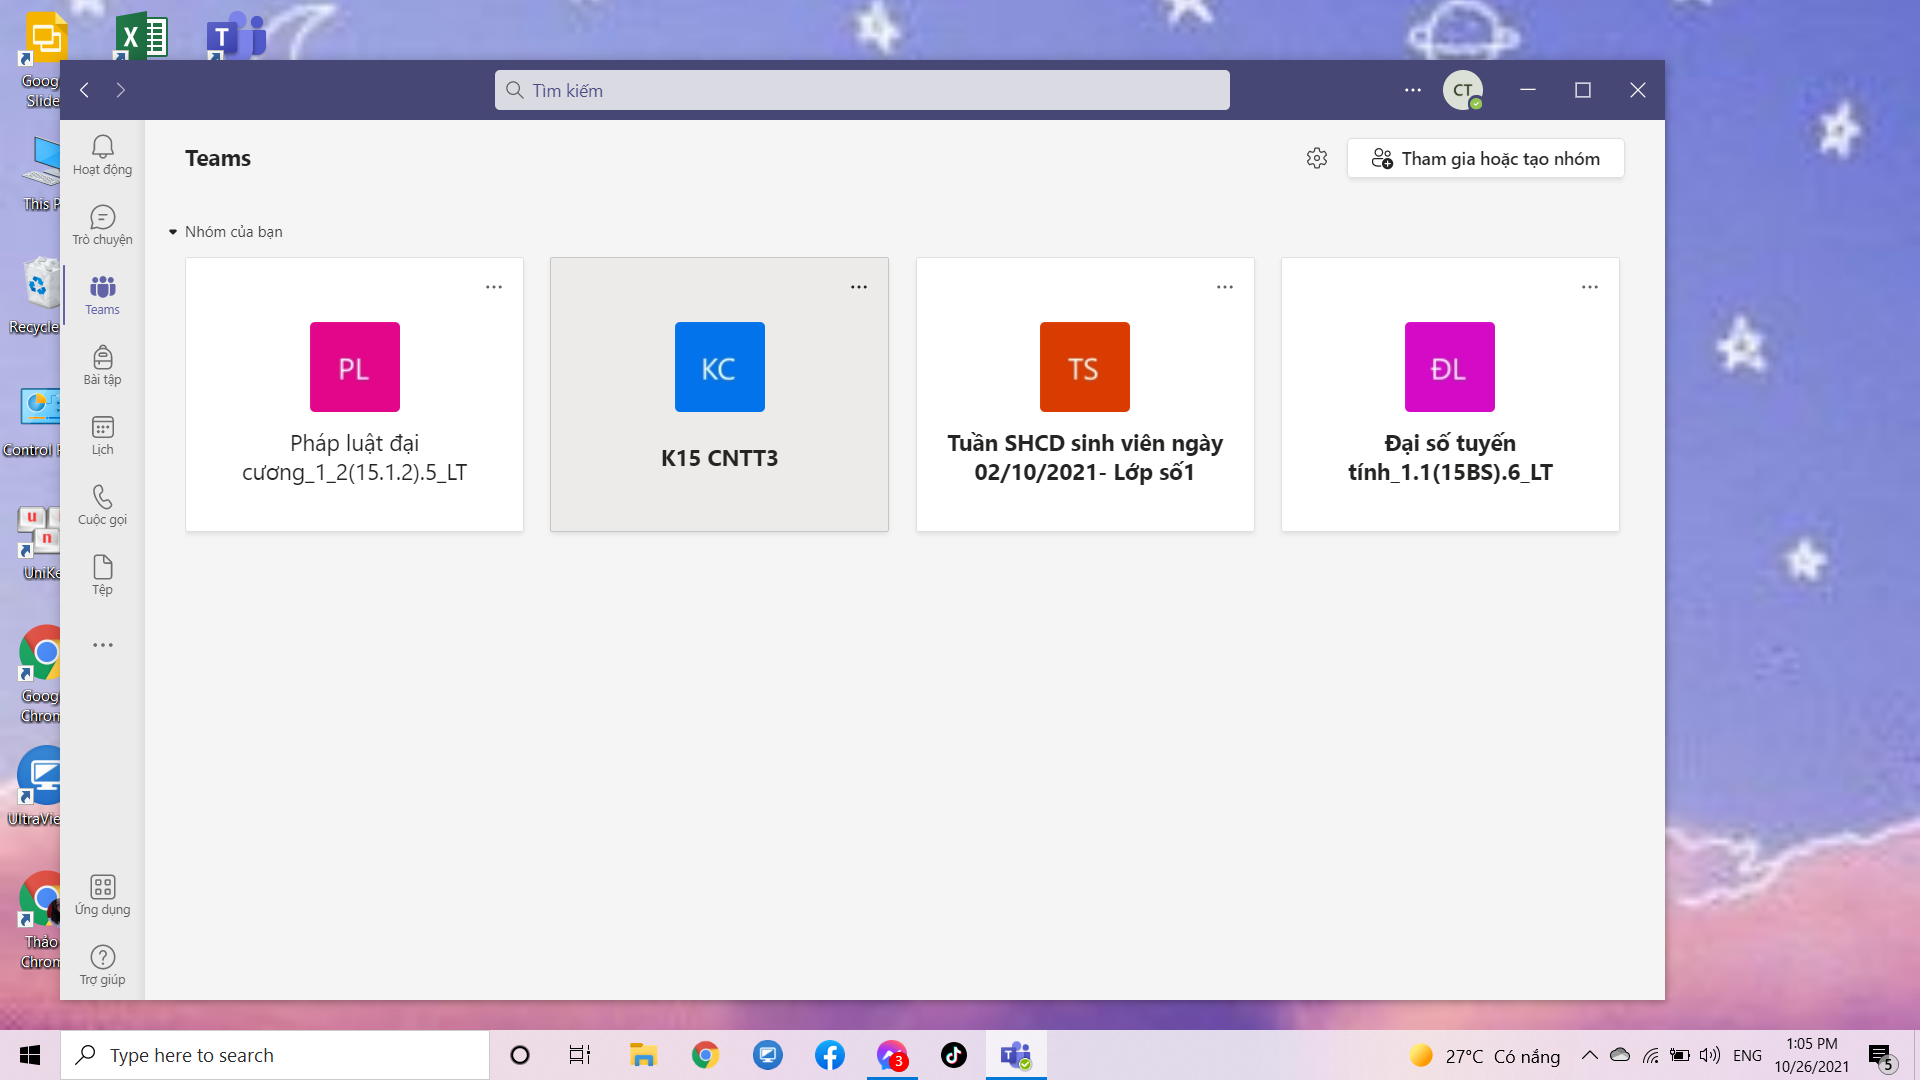 Goog
Slide
X
T
Tìm kiếm
CT
Hoạt động
Teams
Tham gia hoặc tạo nhóm
This P
Trò chuyện
Nhóm của bạn
Teams
Recycle
PL
KC
TS
ĐL
Bài tập
Pháp luật đại
cương_1_2(15.1.2).5_LT
K15 CNTT3
Tuần SHCD sinh viên ngày
02/10/2021- Lớp số1
Đại số tuyến
tính_1.1(15BS).6_LT
Control P
Lịch
Cuộc gọi
u
n
UniKe
Tệp
Goog
Chrom
UltraVie
Ứng dụng
Thảo
Chrom
Trợ giúp
Type here to search
3
T
27°C Có nắng
ENG
1:05 PM
10/26/2021
5